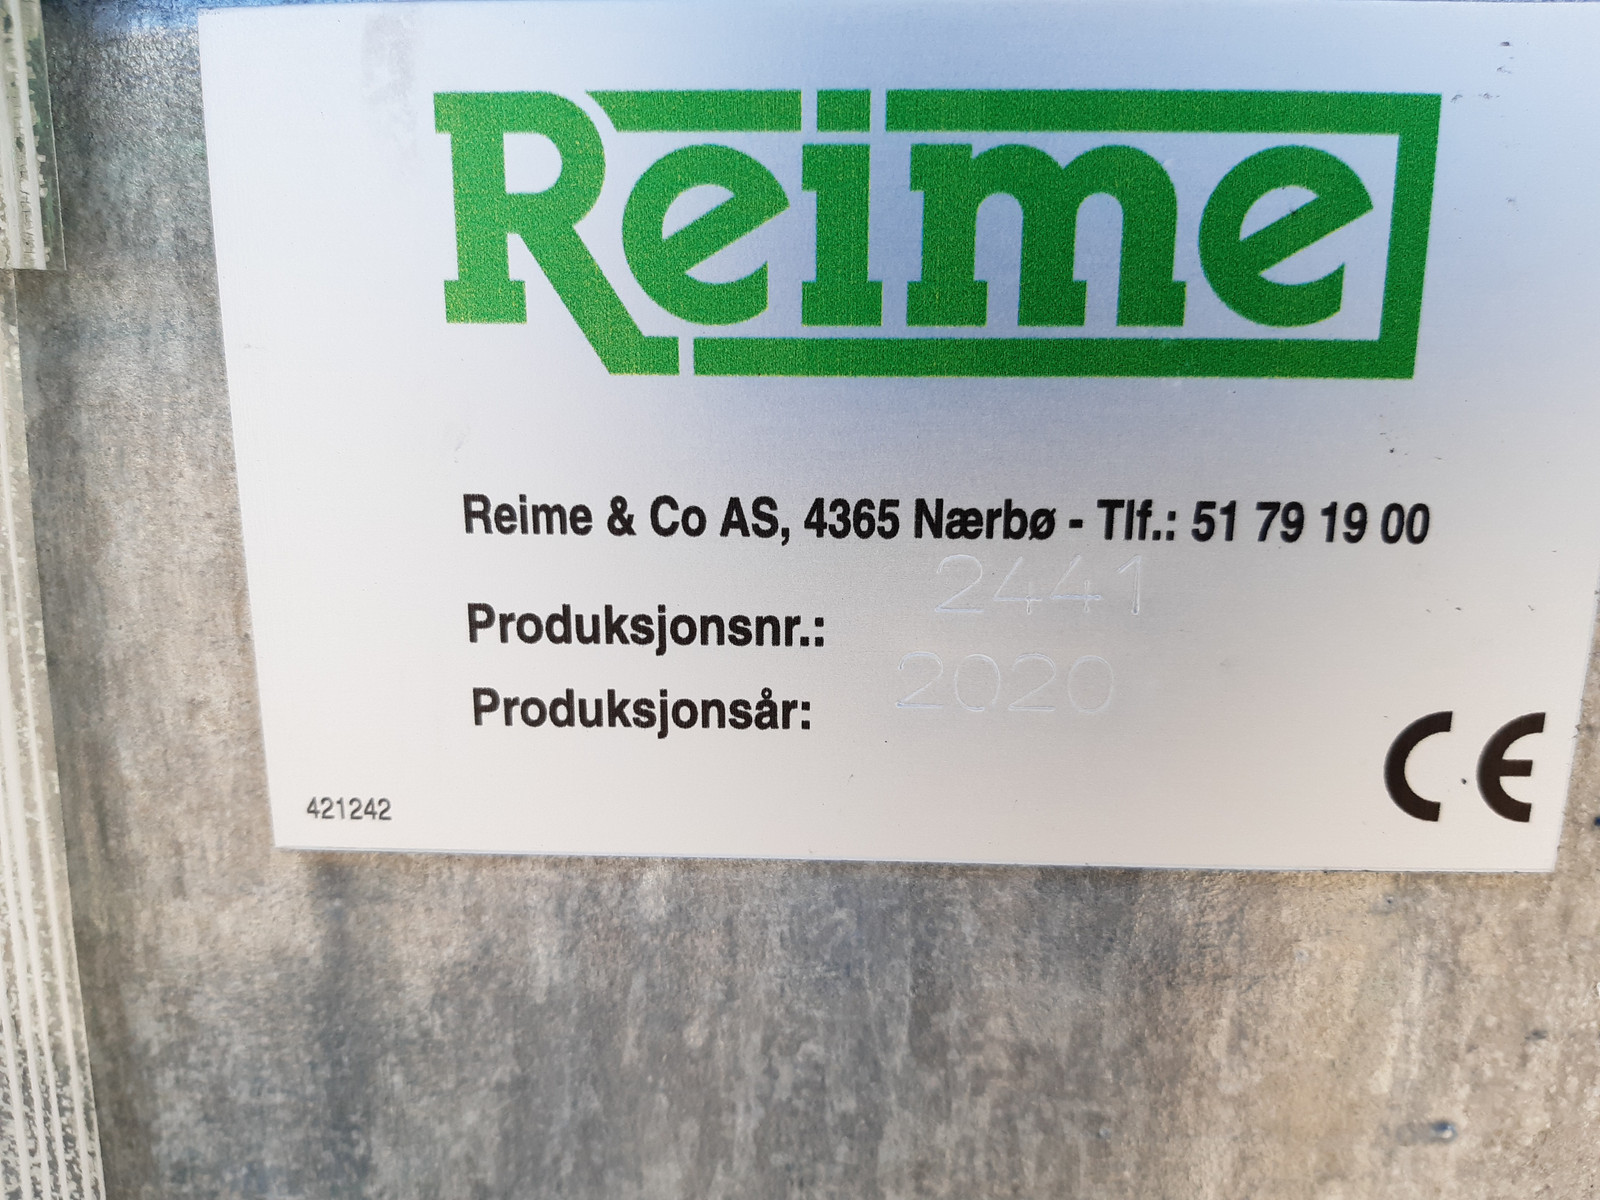 Reime
Reime & Co AS, 4365 Nærbø - Tlf.: 51 79 19 00
Produksjonsnr.: 2441
Produksjonsår: 2020
421242
CE